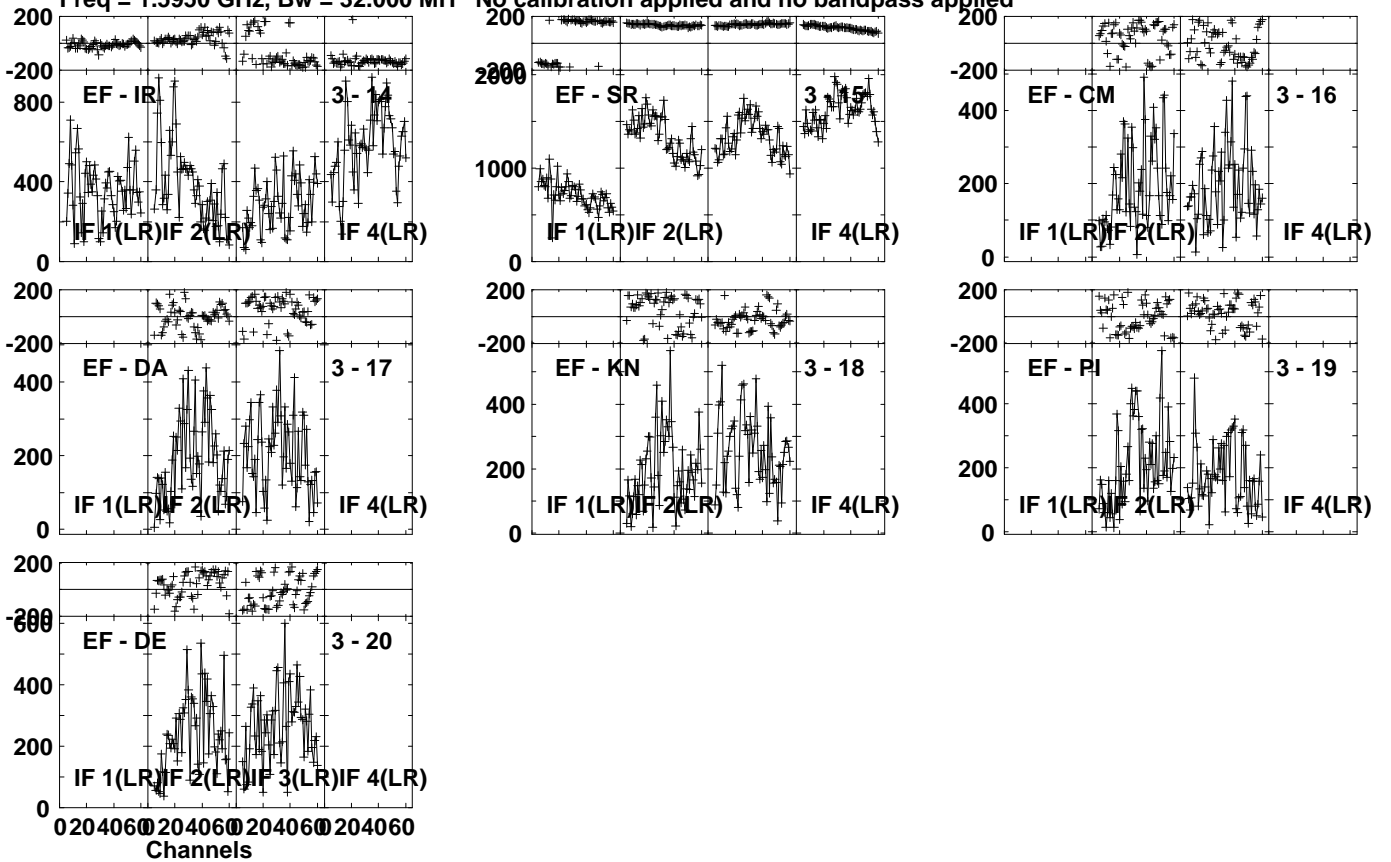 Freq = 1.5950 GHz, Bw = 32.000 MH No calibration applied and no bandpass applied
200
-200
EF - IR
3 - 14
800
400
0
IF 1(LR)
IF 2(LR)
IF 4(LR)
200
-200
2000
EF - SR
3 - 15
1000
0
IF 1(LR)
IF 2(LR)
IF 4(LR)
200
-200
EF - CM
3 - 16
400
200
0
IF 1(LR)
IF 2(LR)
IF 4(LR)
200
-200
EF - DA
3 - 17
400
200
0
IF 1(LR)
IF 2(LR)
IF 4(LR)
200
-200
EF - KN
3 - 18
400
200
0
IF 1(LR)
IF 2(LR)
IF 4(LR)
200
-200
EF - PI
3 - 19
400
200
0
IF 1(LR)
IF 2(LR)
IF 4(LR)
200
-200
600
EF - DE
3 - 20
400
200
0
IF 1(LR)
IF 2(LR)
IF 3(LR)
IF 4(LR)
0 20 40 60 0 20 40 60 0 20 40 60 0 20 40 60
Channels